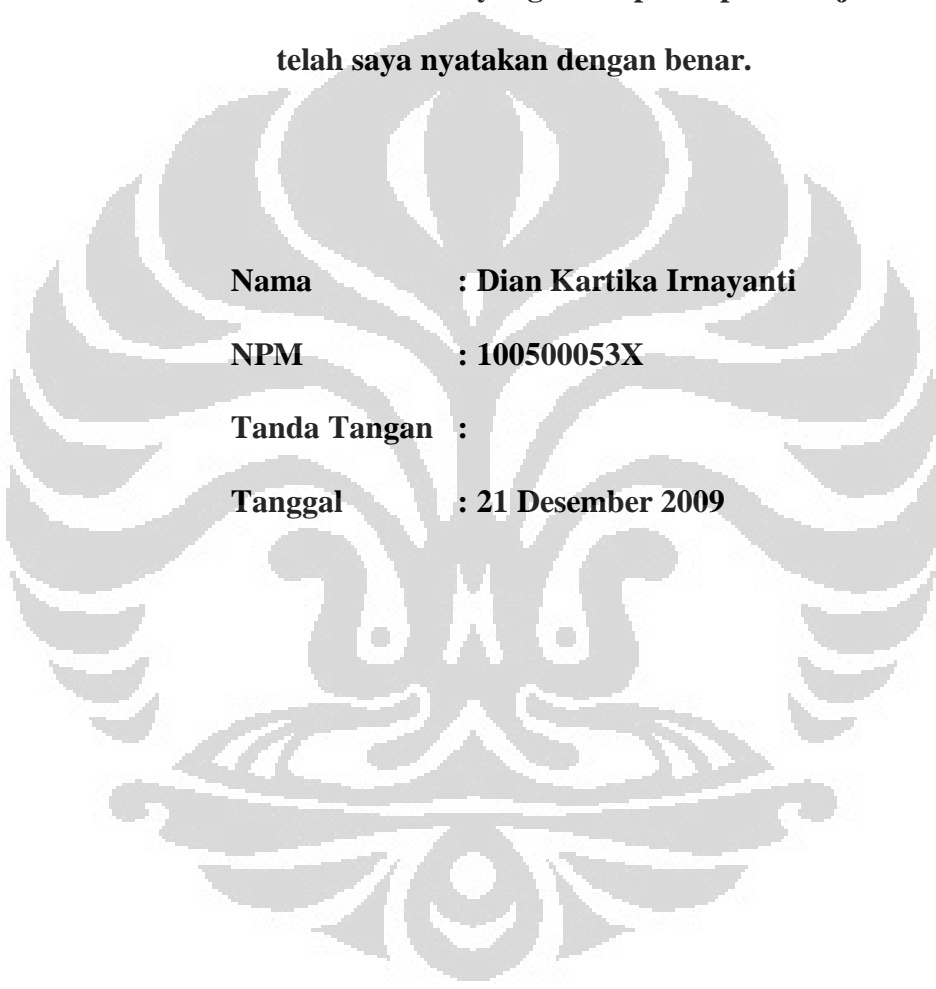 telah saya nyatakan dengan benar.
Nama : Dian Kartika Irnayanti
NPM : 100500053X
Tanda Tangan :
Tanggal : 21 Desember 2009